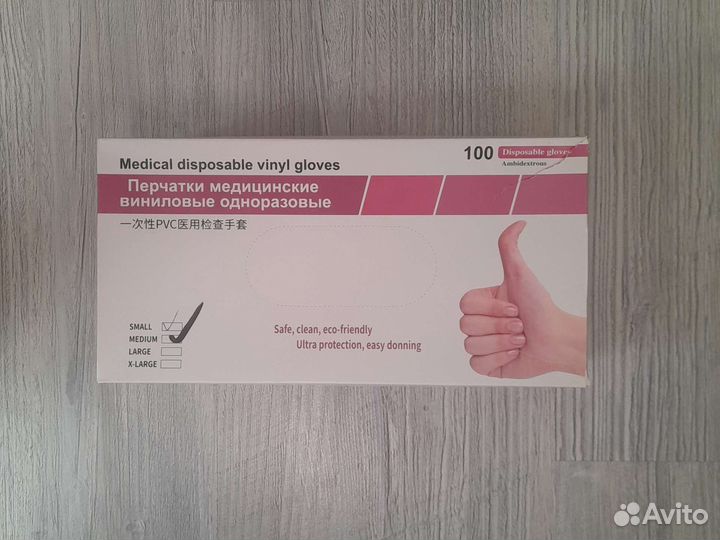 Medical disposable vinyl gloves
100 Disposable gloves
Ambidextrous
Перчатки медицинские
виниловые одноразовые
一次性PVC医用检查手套
SMALL
MEDIUM
LARGE
X-LARGE
Safe, clean, eco-friendly
Ultra protection, easy donning
Avito